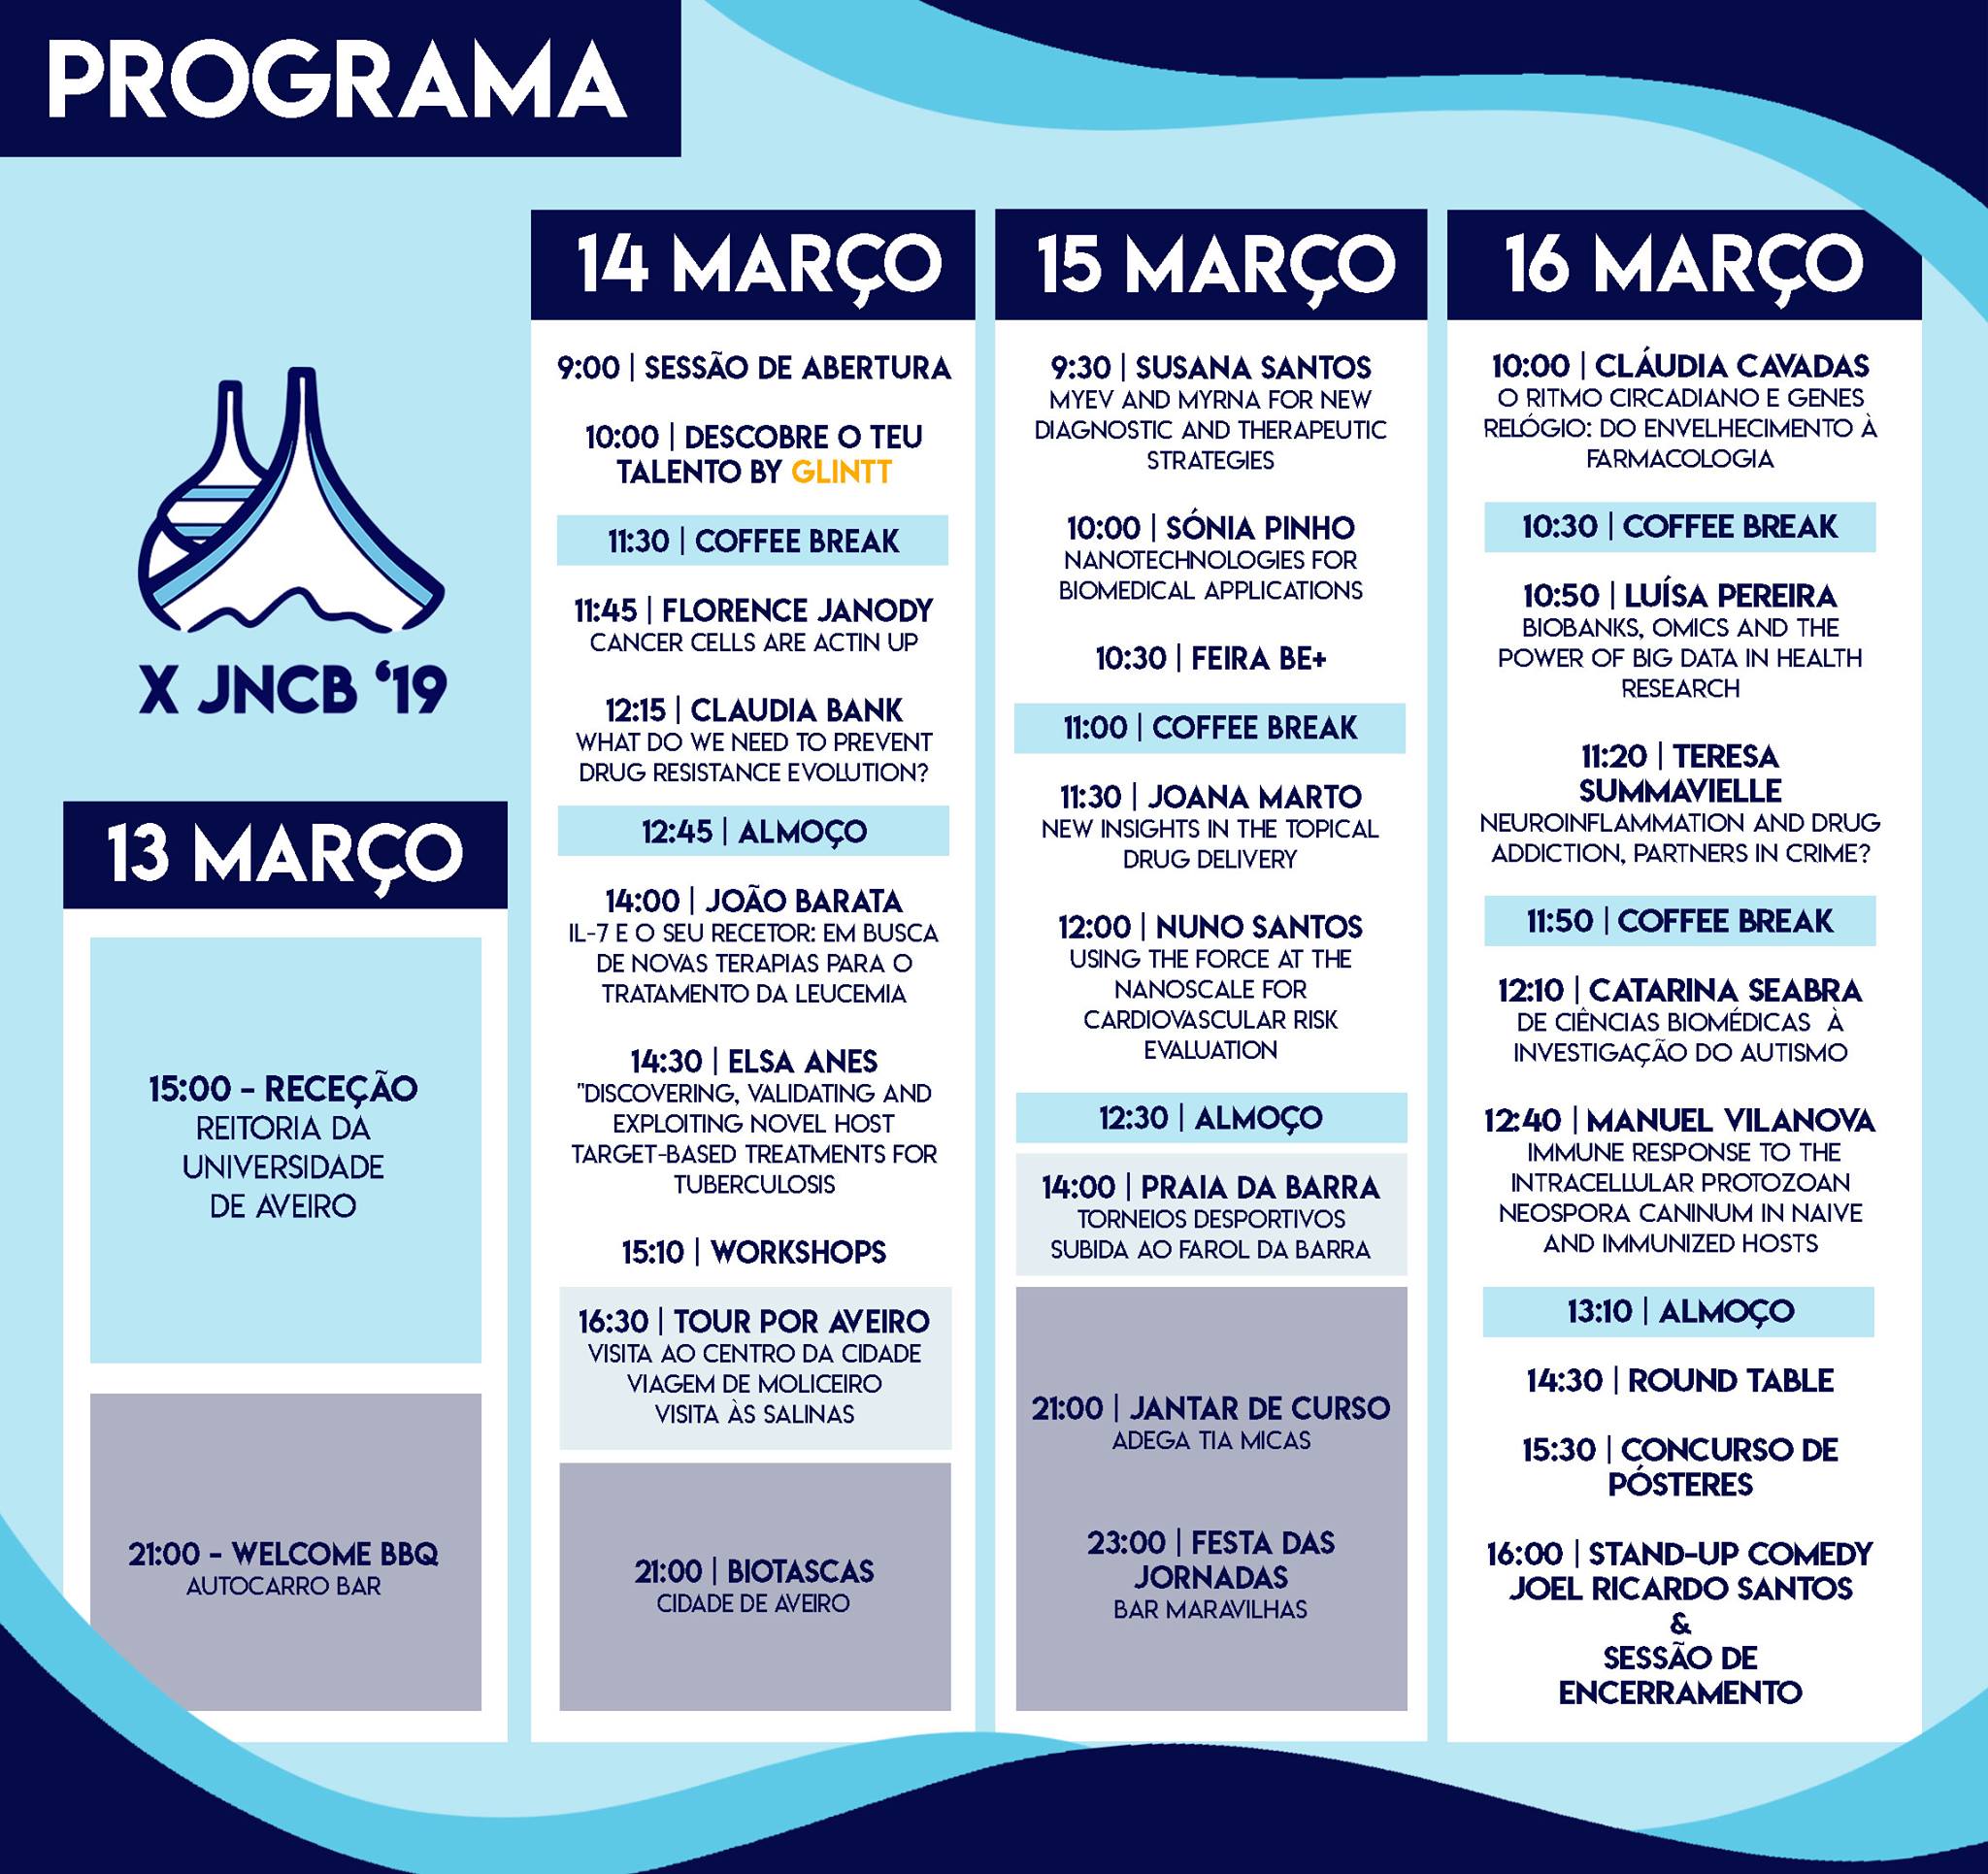 PROGRAMA
X JNCB ‘19
13 MARÇO
15:00 - RECEÇÃO
REITORIA DA
UNIVERSIDADE
DE AVEIRO
21:00 - WELCOME BBQ
AUTOCARRO BAR
14 MARÇO
9:00 | SESSÃO DE ABERTURA
10:00 | DESCOBRE O TEU
TALENTO BY GLINTT
11:30 | COFFEE BREAK
11:45 | FLORENCE JANODY
CANCER CELLS ARE ACTIN UP
12:15 | CLAUDIA BANK
WHAT DO WE NEED TO PREVENT
DRUG RESISTANCE EVOLUTION?
12:45 | ALMOÇO
14:00 | JOÃO BARATA
IL-7 E O SEU RECETOR: EM BUSCA
DE NOVAS TERAPIAS PARA O
TRATAMENTO DA LEUCEMIA
14:30 | ELSA ANES
"DISCOVERING, VALIDATING AND
EXPLOITING NOVEL HOST
TARGET-BASED TREATMENTS FOR
TUBERCULOSIS
15:10 | WORKSHOPS
16:30 | TOUR POR AVEIRO
VISITA AO CENTRO DA CIDADE
VIAGEM DE MOLICEIRO
VISITA ÀS SALINAS
21:00 | BIOTASCAS
CIDADE DE AVEIRO
15 MARÇO
9:30 | SUSANA SANTOS
MYEV AND MYRNA FOR NEW
DIAGNOSTIC AND THERAPEUTIC
STRATEGIES
10:00 | SÓNIA PINHO
NANOTECHNOLOGIES FOR
BIOMEDICAL APPLICATIONS
10:30 | FEIRA BE+
11:00 | COFFEE BREAK
11:30 | JOANA MARTO
NEW INSIGHTS IN THE TOPICAL
DRUG DELIVERY
12:00 | NUNO SANTOS
USING THE FORCE AT THE
NANOSCALE FOR
CARDIOVASCULAR RISK
EVALUATION
12:30 | ALMOÇO
14:00 | PRAIA DA BARRA
TORNEIOS DESPORTIVOS
SUBIDA AO FAROL DA BARRA
21:00 | JANTAR DE CURSO
ADEGA TIA MICAS
23:00 | FESTA DAS
JORNADAS
BAR MARAVILHAS
16 MARÇO
10:00 | CLÁUDIA CAVADAS
O RITMO CIRCADIANO E GENES
RELÓGIO: DO ENVELHECIMENTO À
FARMACOLOGIA
10:30 | COFFEE BREAK
10:50 | LUÍSA PEREIRA
BIOBANKS, OMICS AND THE
POWER OF BIG DATA IN HEALTH
RESEARCH
11:20 | TERESA
SUMMAVIELLE
NEUROINFLAMMATION AND DRUG
ADDICTION, PARTNERS IN CRIME?
11:50 | COFFEE BREAK
12:10 | CATARINA SEABRA
DE CIÊNCIAS BIOMÉDICAS À
INVESTIGAÇÃO DO AUTISMO
12:40 | MANUEL VILANOVA
IMMUNE RESPONSE TO THE
INTRACELLULAR PROTOZOAN
NEOSPORA CANINUM IN NAIVE
AND IMMUNIZED HOSTS
13:10 | ALMOÇO
14:30 | ROUND TABLE
15:30 | CONCURSO DE
PÓSTERES
16:00 | STAND-UP COMEDY
JOEL RICARDO SANTOS
&
SESSÃO DE
ENCERRAMENTO